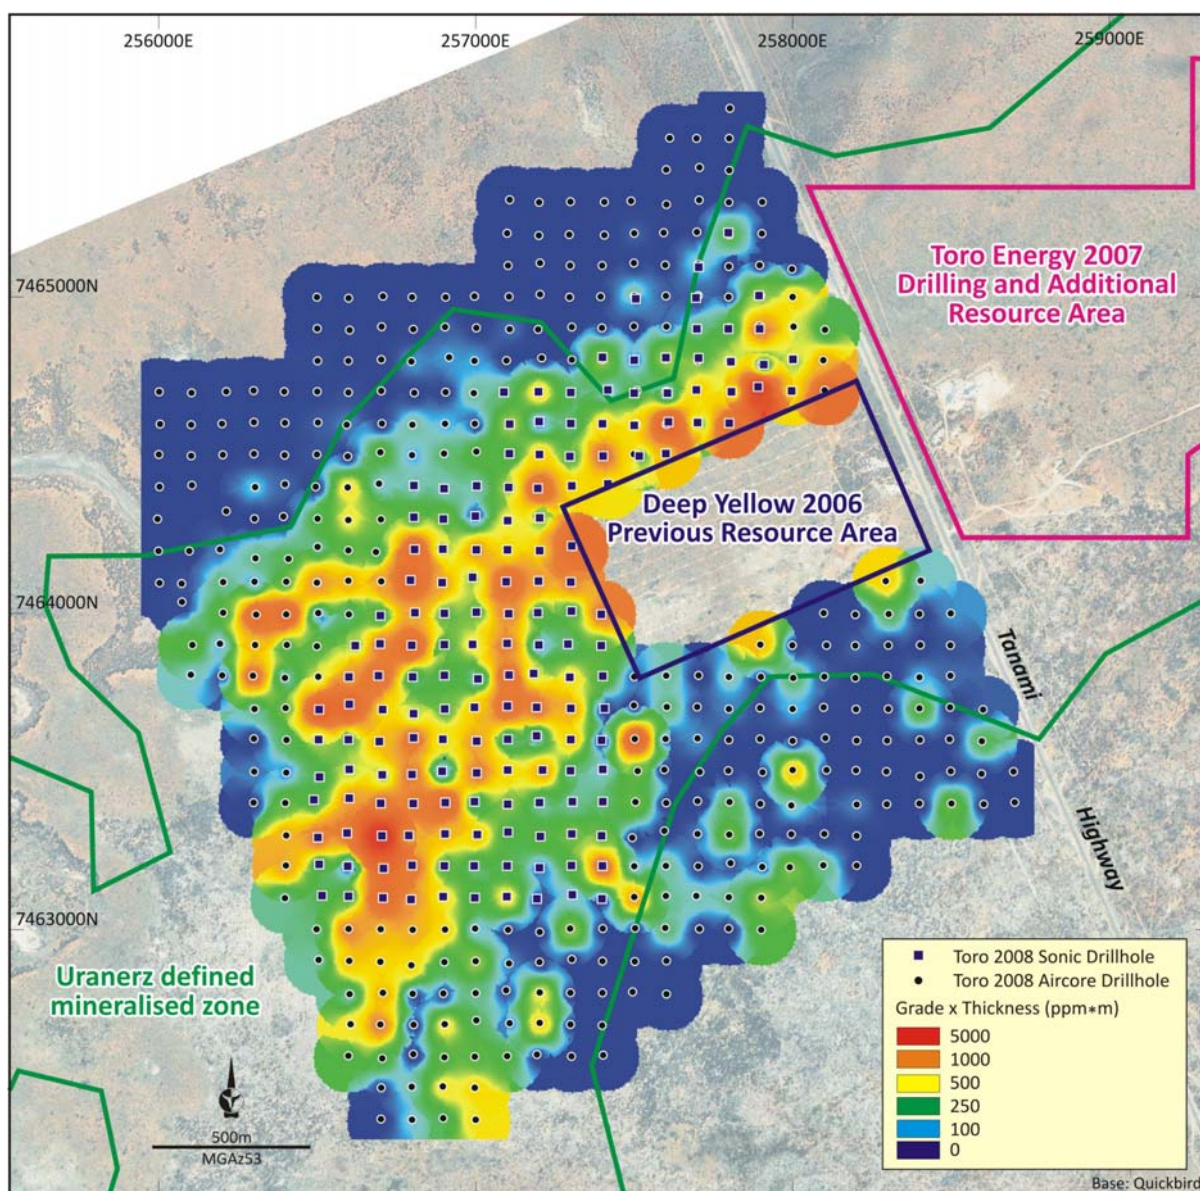 256000E
257000E
258000E
259000E
Toro Energy 2007
Drilling and Additional
Resource Area
7465000N
Deep Yellow 2006
Previous Resource Area
7464000N
Tanami
Highway
7463000N
Uranerz defined
mineralised zone
Toro 2008 Sonic Drillhole
Toro 2008 Aircore Drillhole
Grade x Thickness (ppm*m)
5000
1000
500
250
100
0
500m
MGAz53
Base: Quickbird